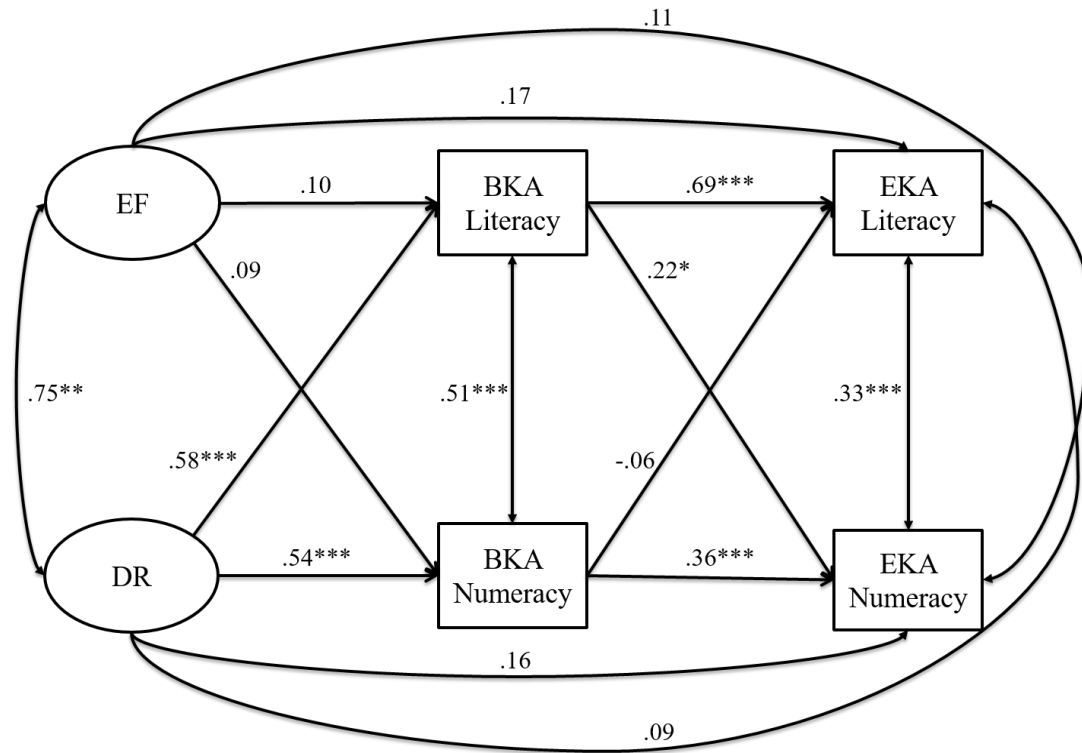 .11
.17
EF
.10
BKA
Literacy
.69***
EKA
Literacy
.09
.22*
.75**
.51***
.33***
.58***
-.06
DR
.54***
BKA
Numeracy
.36***
EKA
Numeracy
.16
.09